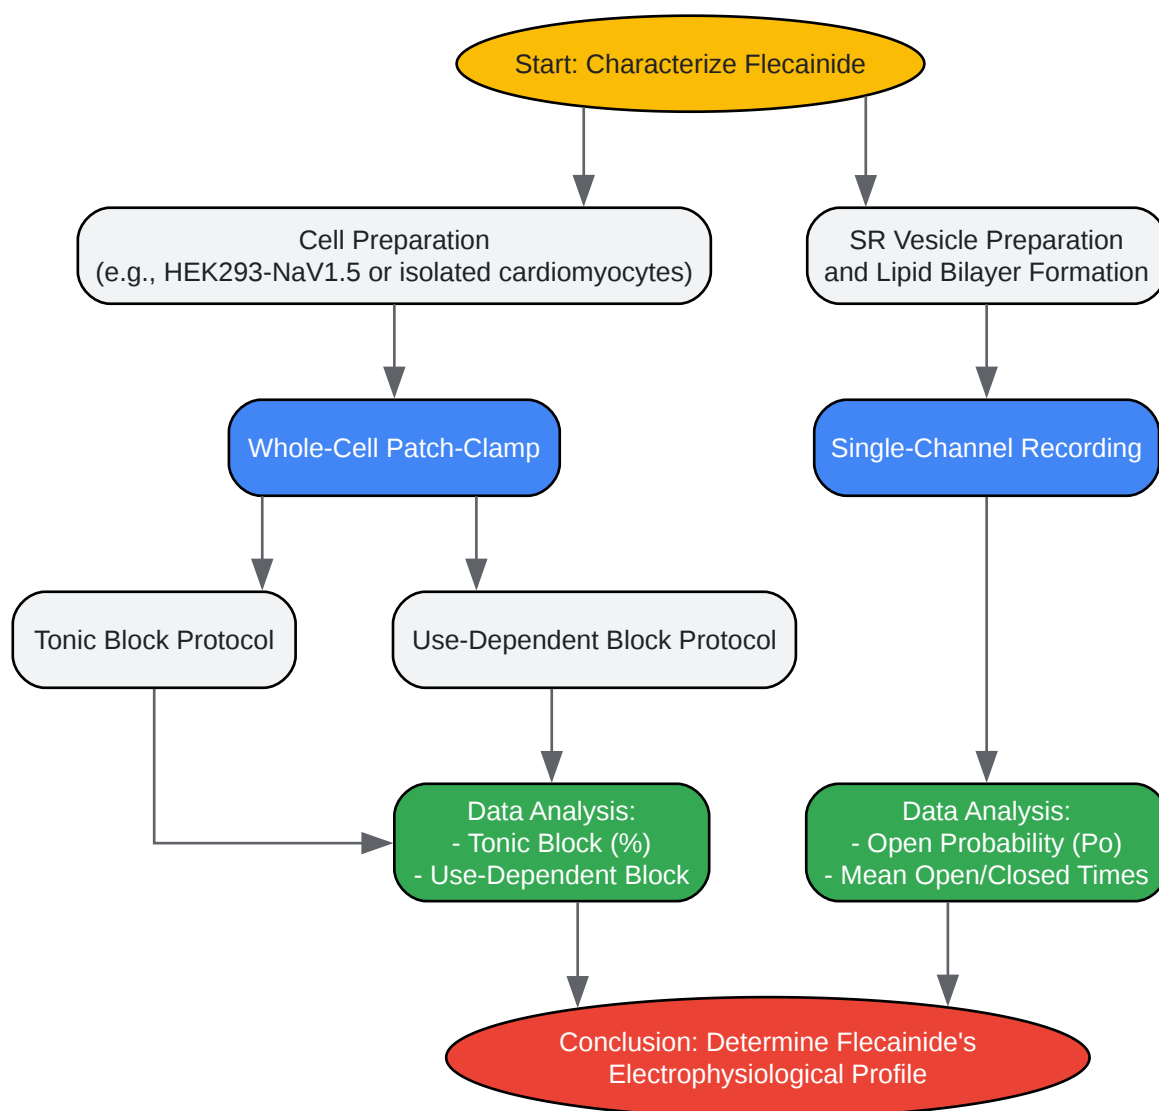 Start: Characterize Flecainide
Cell Preparation
(e.g., HEK293-NaV1.5 or isolated cardiomyocytes)
SR Vesicle Preparation
and Lipid Bilayer Formation
Whole-Cell Patch-Clamp
Single-Channel Recording
Tonic Block Protocol
Use-Dependent Block Protocol
Data Analysis:
- Tonic Block (%)
- Use-Dependent Block
Data Analysis:
- Open Probability (Po)
- Mean Open/Closed Times
Conclusion: Determine Flecainide's
Electrophysiological Profile